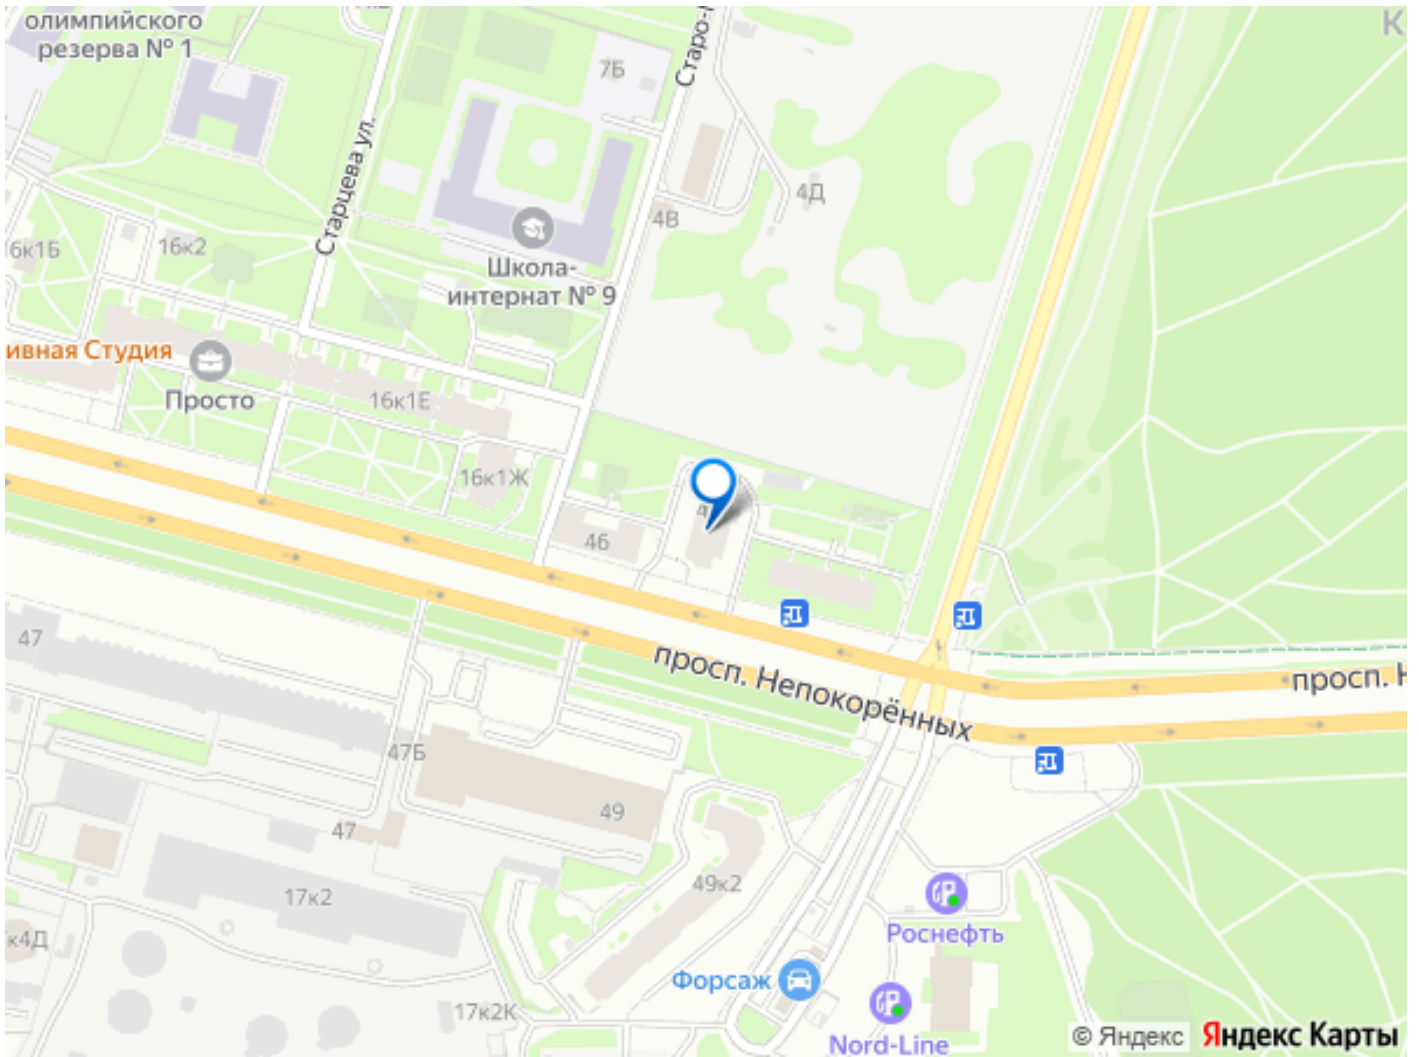 олимпийского
резерва № 1
7Б
Старцева ул.
4Д
4В
6к1Б
16к2
Школа-
интернат № 9
ивная Студия
Просто
16к1Е
16к1Ж
46
47
просп. Непокорённых
просп. Н
47Б
49
47
49к2
17к2
к4Д
Роснефть
Форсаж
17к2К
Nord-Line
© Яндекс
Яндекс Карты